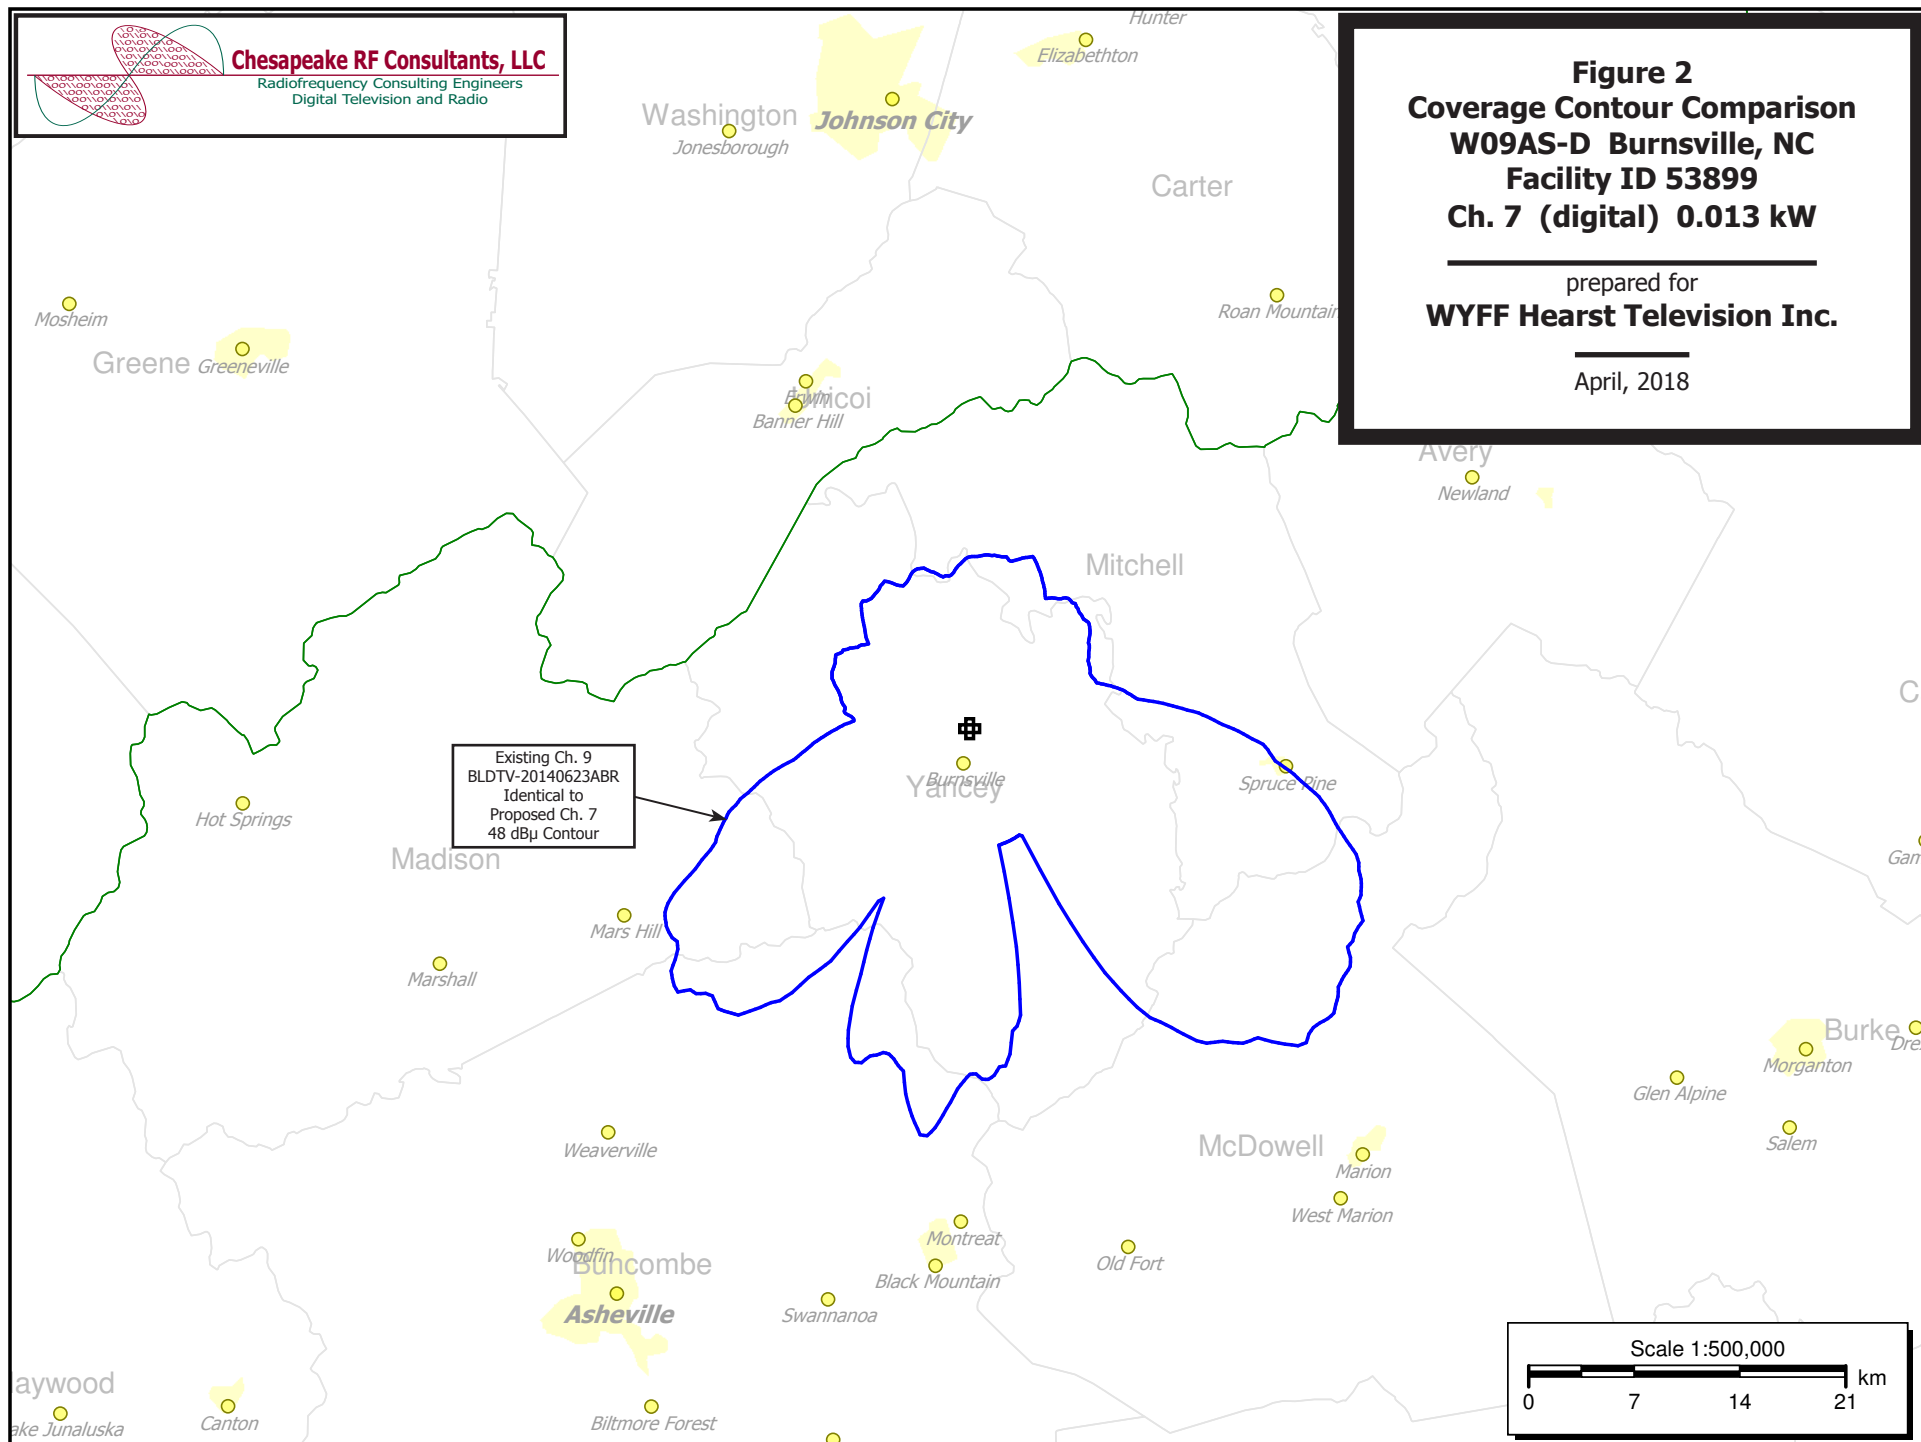 Chesapeake RF Consultants, LLC
Radiofrequency Consulting Engineers
Digital Television and Radio
Figure 2
Coverage Contour Comparison
W09AS-D Burnsville, NC
Facility ID 53899
Ch. 7 (digital) 0.013 kW
prepared for
WYFF Hearst Television Inc.
April, 2018
Hunter
Elizabethton
Washington
Johnson City
Jonesborough
Carter
Roan Mountain
Mosheim
Greene
Greeneville
Erwin
Unicoi
Banner Hill
Avery
Newland
Mitchell
Existing Ch. 9
BLDTV-20140623ABR
Identical to
Proposed Ch. 7
48 dBµ Contour
Burnsville
Yancey
Spruce Pine
Hot Springs
Madison
Mars Hill
Marshall
C
Gam
Burke
Dre
Morganton
Glen Alpine
Salem
Weaverville
McDowell
Marion
West Marion
Montreat
Old Fort
Woodfin
Buncombe
Black Mountain
Asheville
Swannanoa
aywood
ake Junaluska
Canton
Biltmore Forest
Scale 1:500,000
km
0 7 14 21